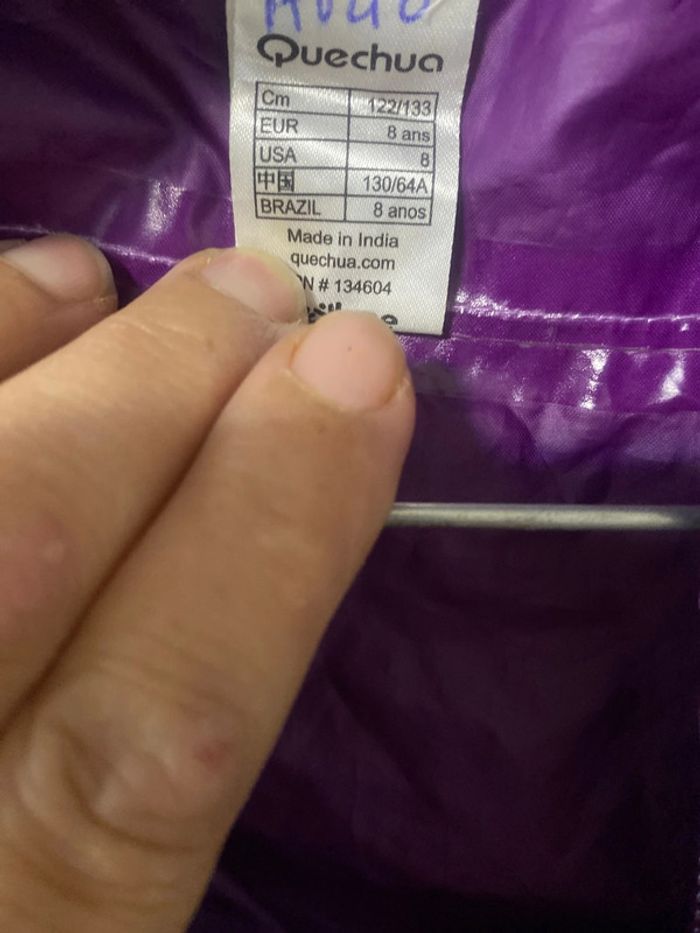 Quechua
Cm 122/133
EUR 8 ans
USA 8
中国 130/64A
BRAZIL 8 anos
Made in India
quechua.com
N # 134604